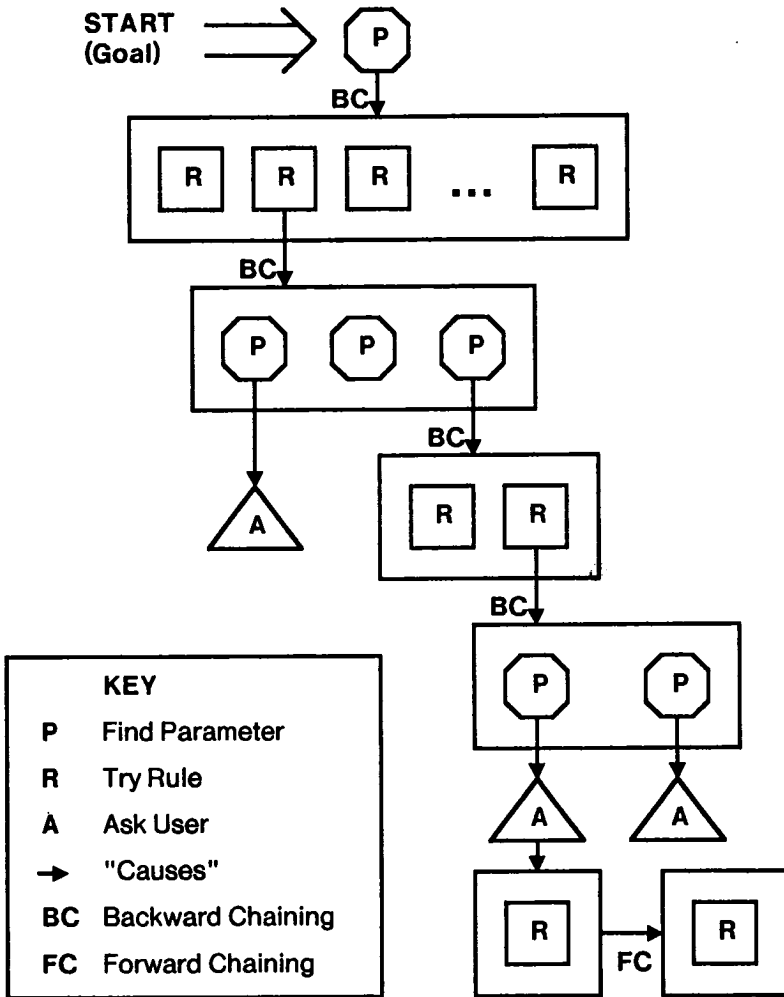 START
(Goal)
P
BC
R R R ... R
BC
P P P
BC
A
R R
BC
P P
A A
R R
FC
KEY
P Find Parameter
R Try Rule
A Ask User
→ "Causes"
BC Backward Chaining
FC Forward Chaining